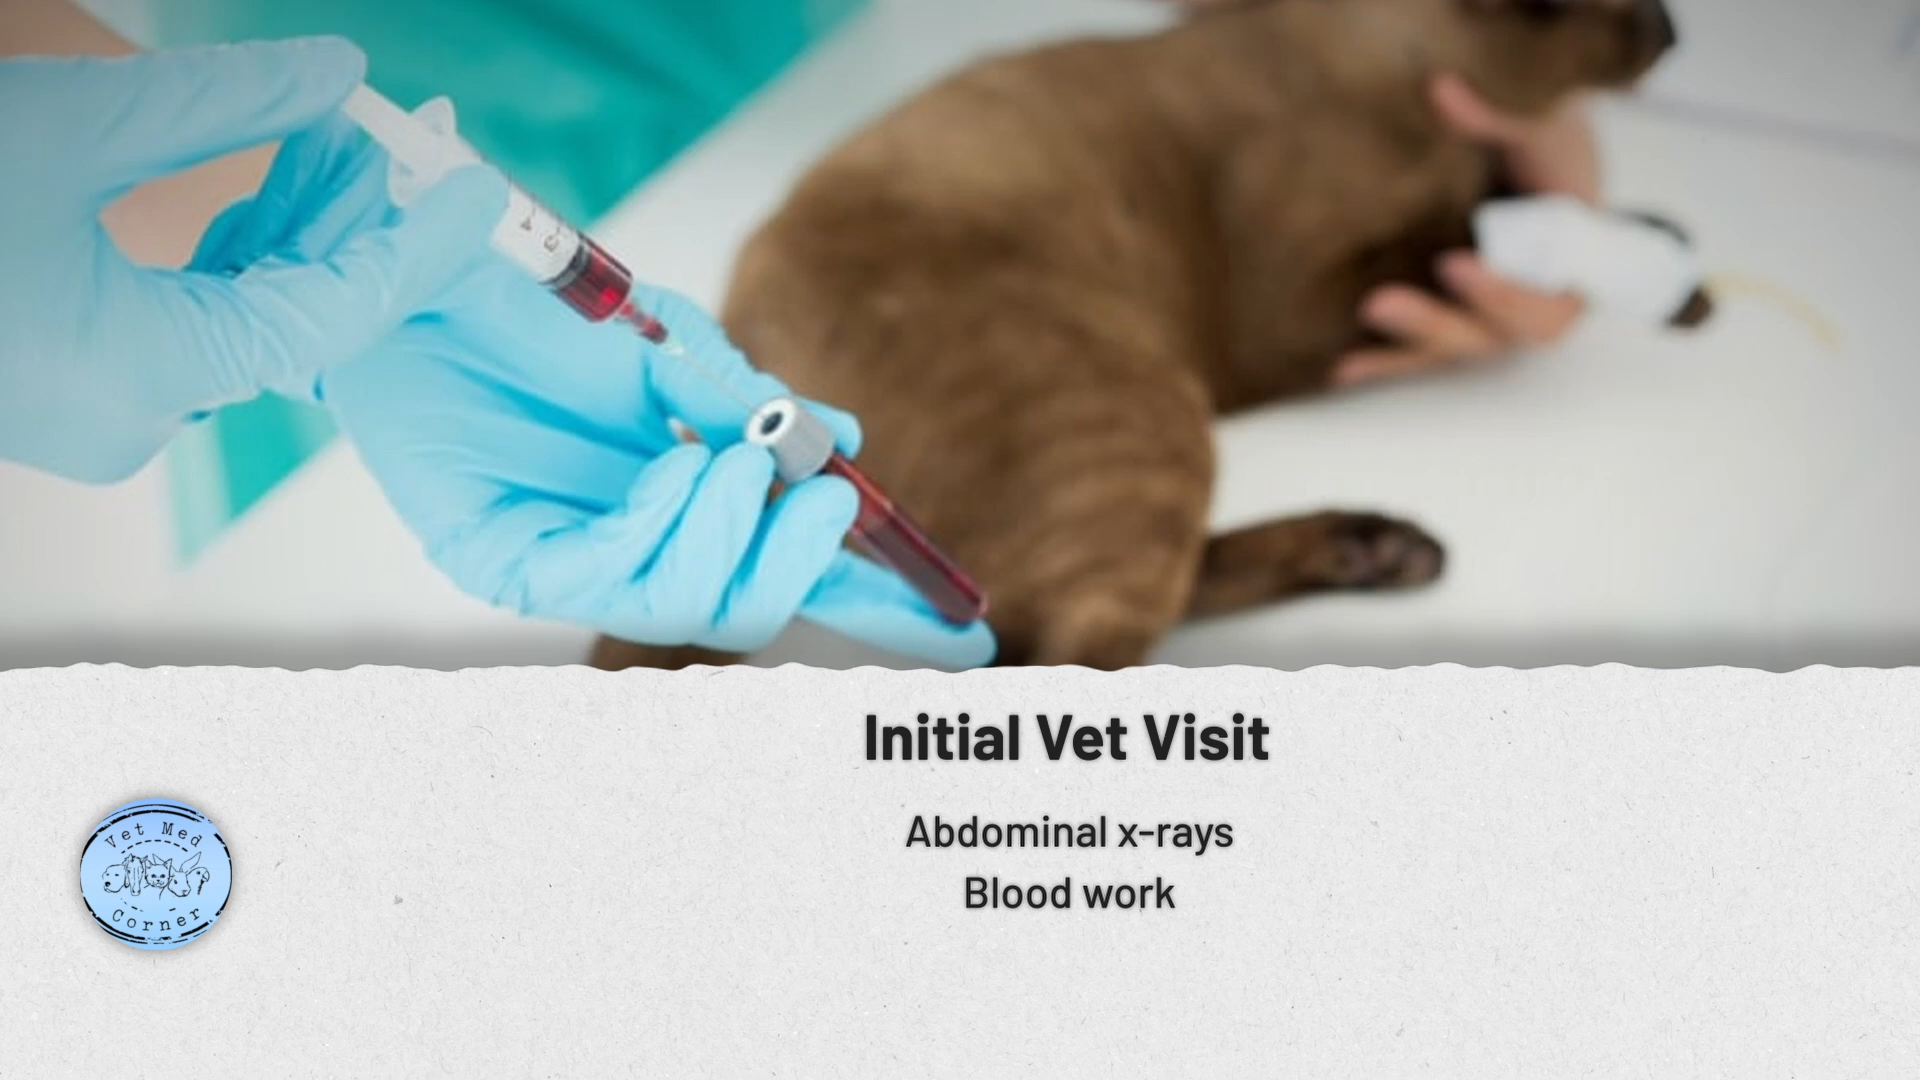 Initial Vet Visit
Abdominal x-rays
Blood work
Vet Med
Corner